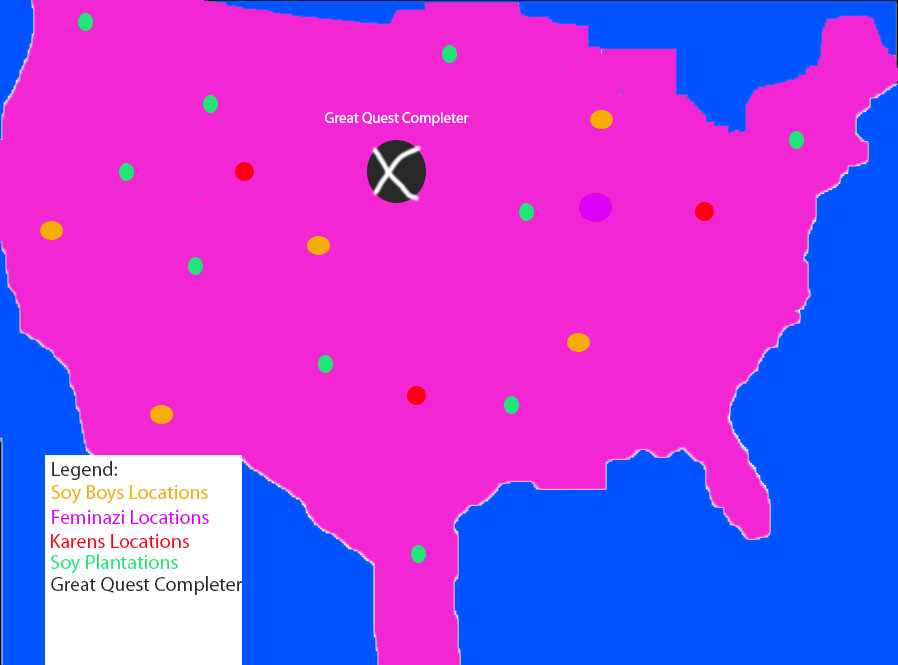 Great Quest Completer
Legend:
Soy Boys Locations
Feminazi Locations
Karens Locations
Soy Plantations
Great Quest Completer